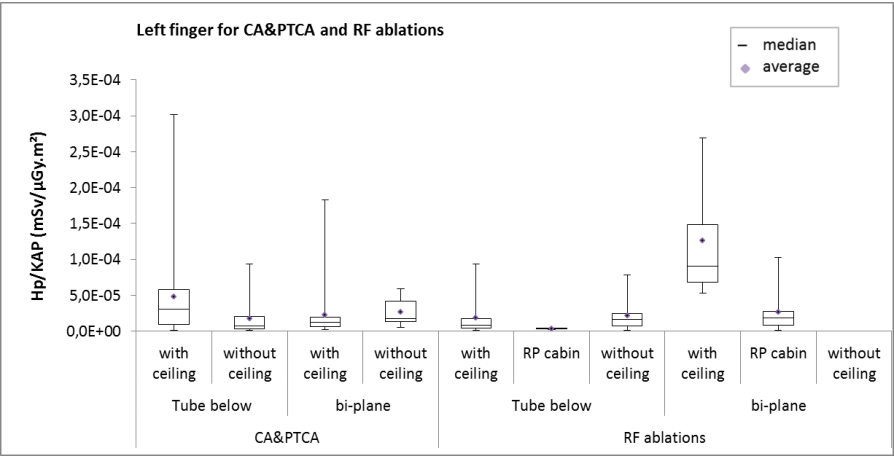 Left finger for CA&PTCA and RF ablations
median
average
Hp/KAP (mSv/µGy.m²)
3,5E-04
3,0E-04
2,5E-04
2,0E-04
1,5E-04
1,0E-04
5,0E-05
0,0E+00
with ceiling
without ceiling
with ceiling
without ceiling
with ceiling
RP cabin
without ceiling
with ceiling
RP cabin
without ceiling
Tube below
bi-plane
Tube below
bi-plane
CA&PTCA
RF ablations